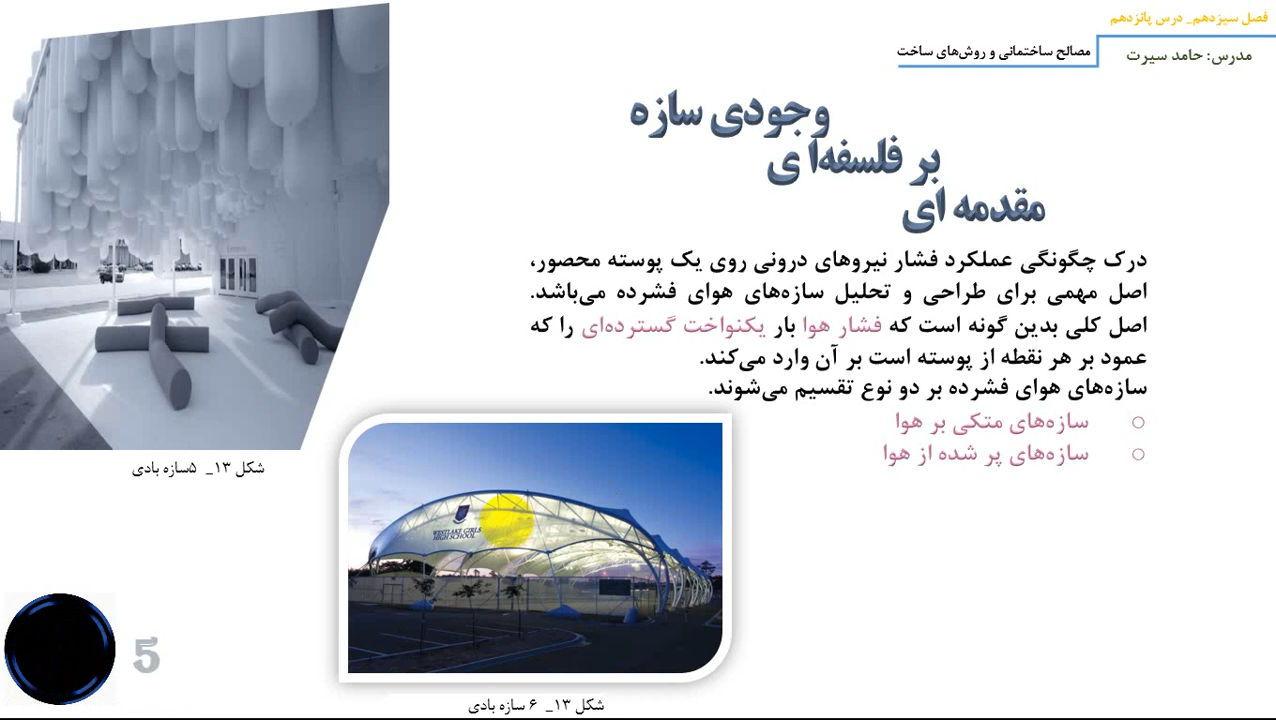 فصل سیزدهم_ درس پانزدهم
مدرس: حامد سیرت
مصالح ساختمانی و روش‌های ساخت
وجودی سازه
بر فلسفه‌ا ی
مقدمه ای
درک چگونگی عملکرد فشار نیروهای درونی روی یک پوسته محصور،
اصل مهمی برای طراحی و تحلیل سازه‌های هوای فشرده می‌باشد.
اصل کلی بدین گونه است که فشار هوا بار یکنواخت گسترده‌ای را که
عمود بر هر نقطه از پوسته است بر آن وارد می‌کند.
سازه‌های هوای فشرده بر دو نوع تقسیم می‌شوند.
○ سازه‌های متکی بر هوا
○ سازه‌های پر شده از هوا
شکل ۱۳_ ۵سازه بادی
WESTLAKE GIRLS
HIGH SCHOOL
شکل ۱۳_ ۶ سازه بادی
5